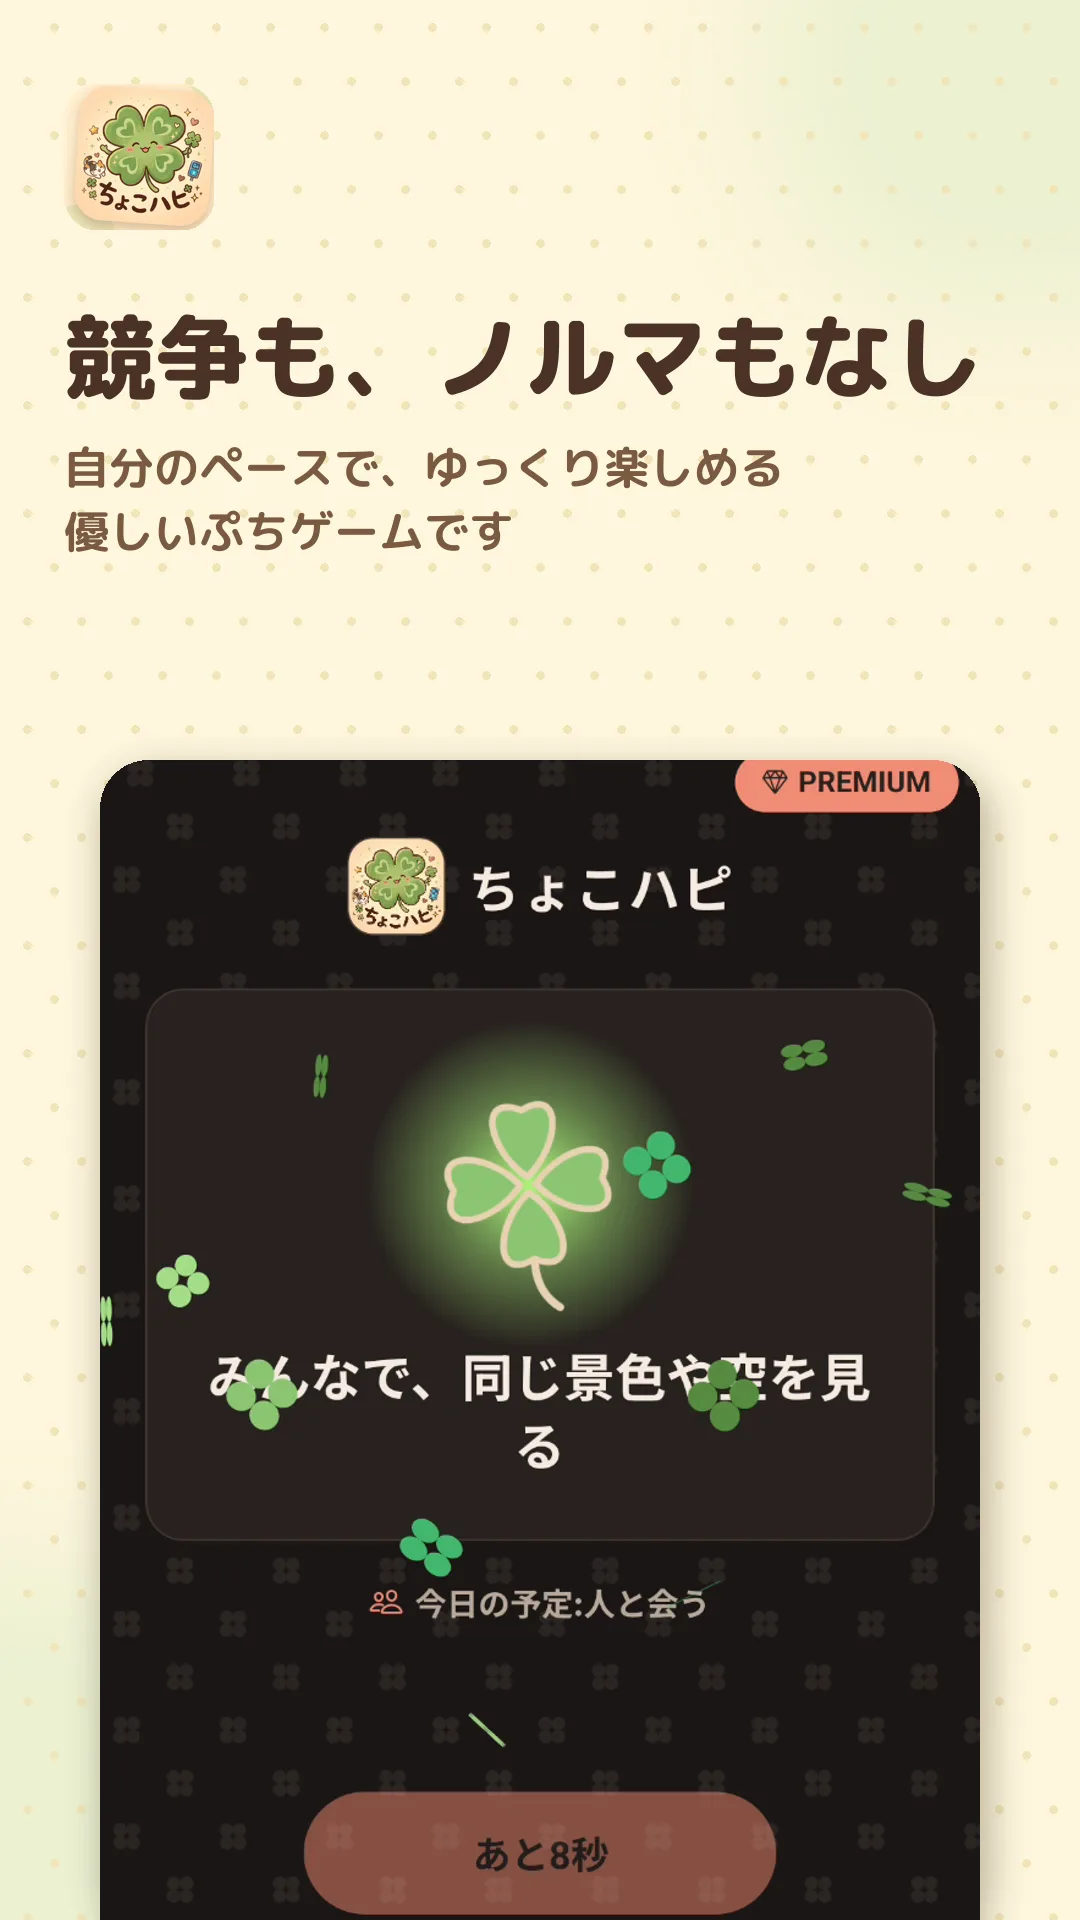 ちょこハピ
競争も、ノルマもなし
自分のペースで、ゆっくり楽しめる
優しいぷちゲームです
PREMIUM
ちょこハピ
ちょこハピ
みんなで、同じ景色や空を見
る
今日の予定:人と会う
あと8秒